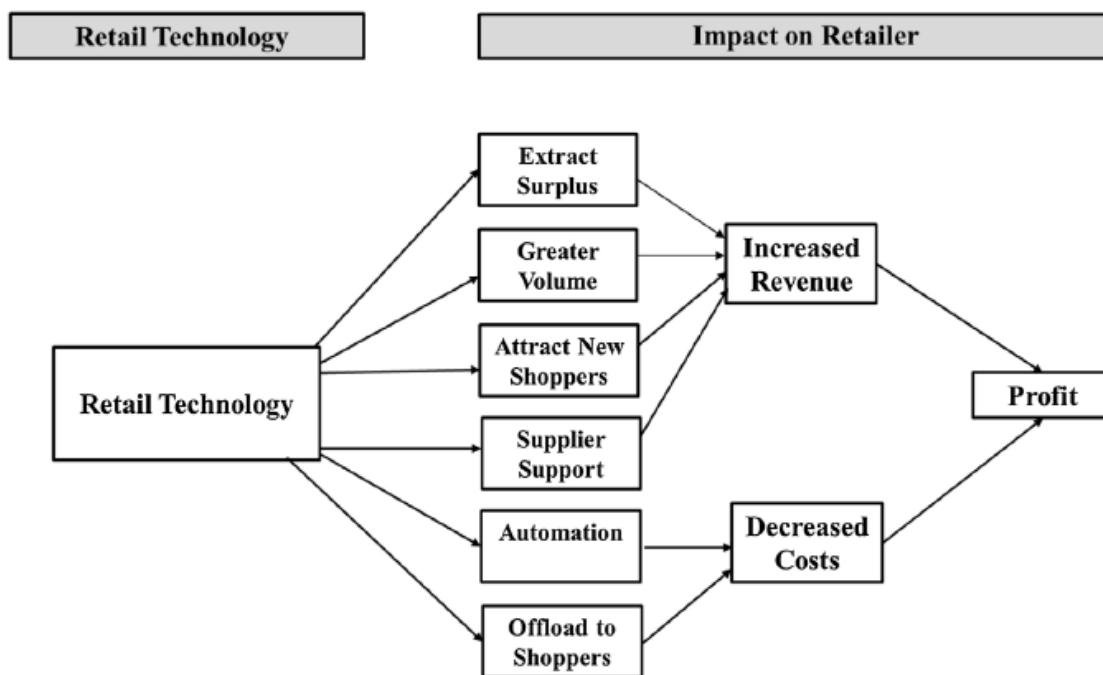 Retail Technology
Impact on Retailer
Extract
Surplus
Greater
Volume
Attract New
Shoppers
Supplier
Support
Automation
Offload to
Shoppers
Retail Technology
Increased
Revenue
Decreased
Costs
Profit